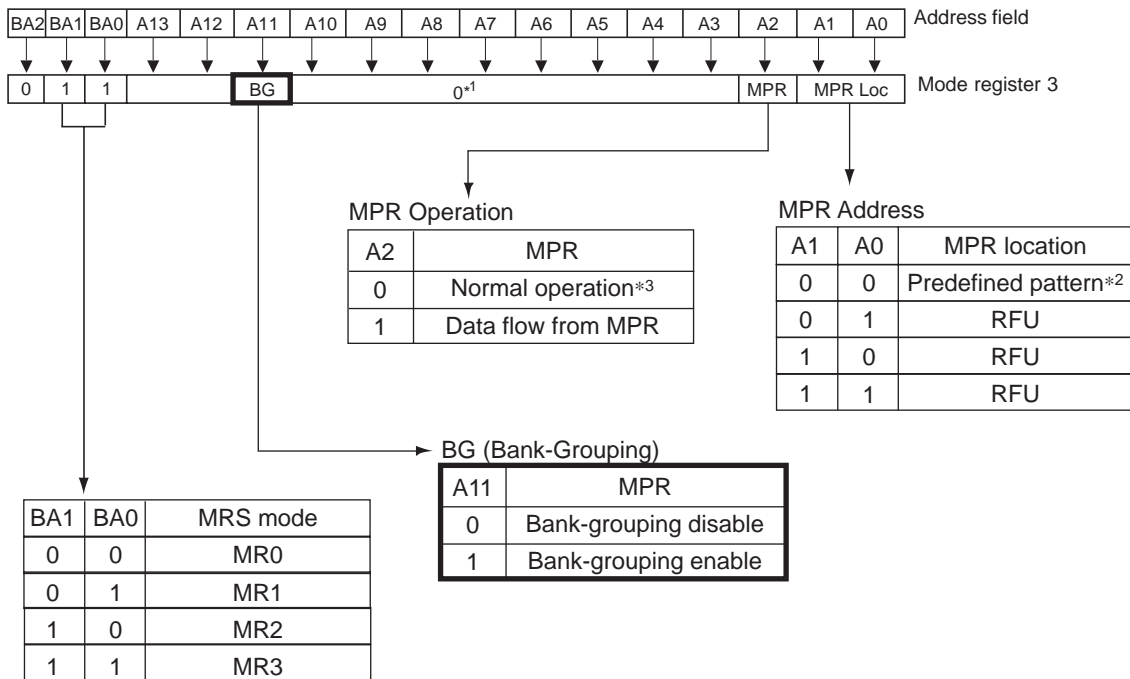 BA2 BA1 BA0 A13 A12 A11 A10 A9 A8 A7 A6 A5 A4 A3 A2 A1 A0 Address field
0 1 1 BG 0*1 MPR MPR Loc Mode register 3
MPR Operation
A2 MPR
0 Normal operation*3
1 Data flow from MPR
MPR Address
A1 A0 MPR location
0 0 Predefined pattern*2
0 1 RFU
1 0 RFU
1 1 RFU
BG (Bank-Grouping)
A11 MPR
0 Bank-grouping disable
1 Bank-grouping enable
BA1 BA0 MRS mode
0 0 MR0
0 1 MR1
1 0 MR2
1 1 MR3